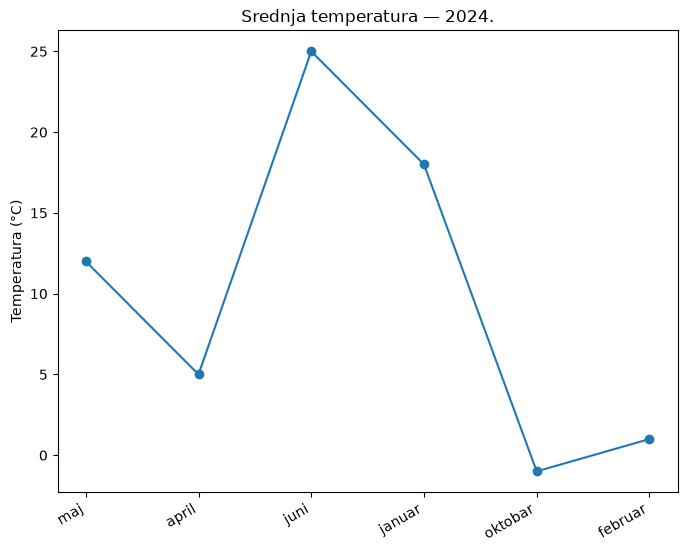 Srednja temperatura — 2024.
Temperatura (°C)
25
20
15
10
5
0
maj
april
juni
januar
oktobar
februar